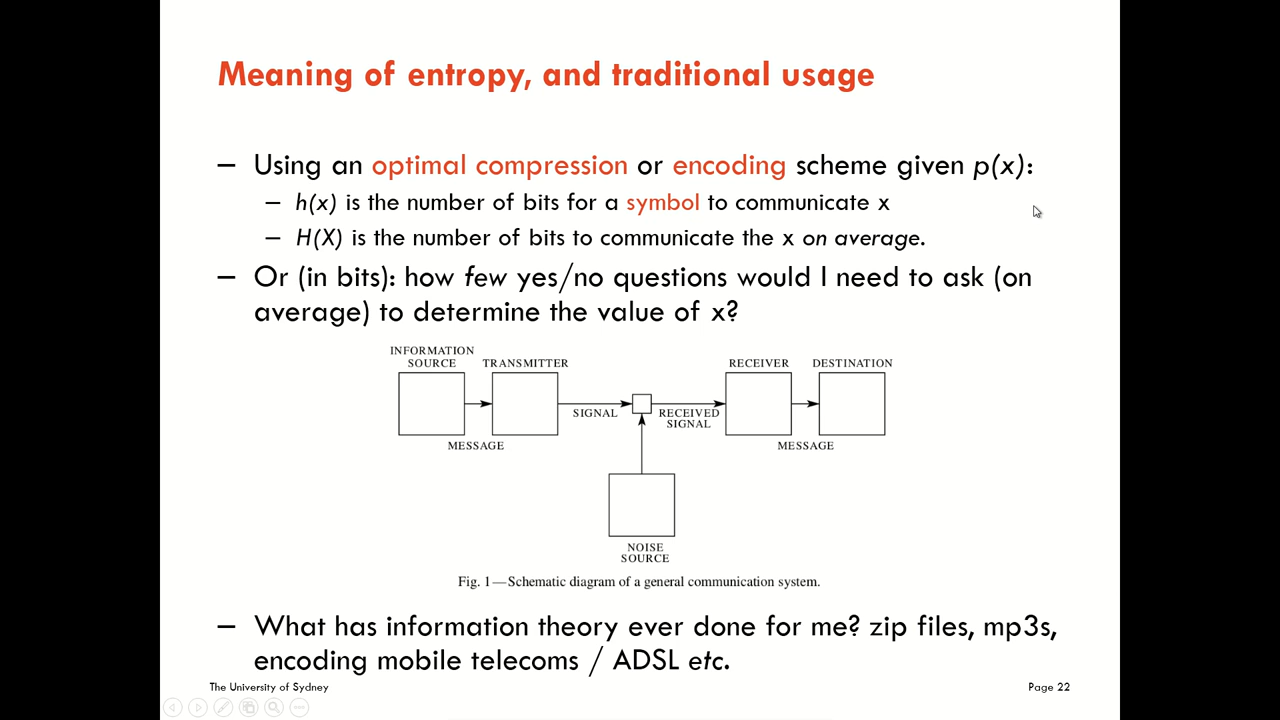 Meaning of entropy, and traditional usage
– Using an optimal compression or encoding scheme given p(x):
– h(x) is the number of bits for a symbol to communicate x
– H(X) is the number of bits to communicate the x on average.
– Or (in bits): how few yes/no questions would I need to ask (on
average) to determine the value of x?
INFORMATION
SOURCE
TRANSMITTER
RECEIVER
DESTINATION
SIGNAL
RECEIVED
SIGNAL
MESSAGE
MESSAGE
NOISE
SOURCE
Fig. 1—Schematic diagram of a general communication system.
– What has information theory ever done for me? zip files, mp3s,
encoding mobile telecoms / ADSL etc.
The University of Sydney
Page 22